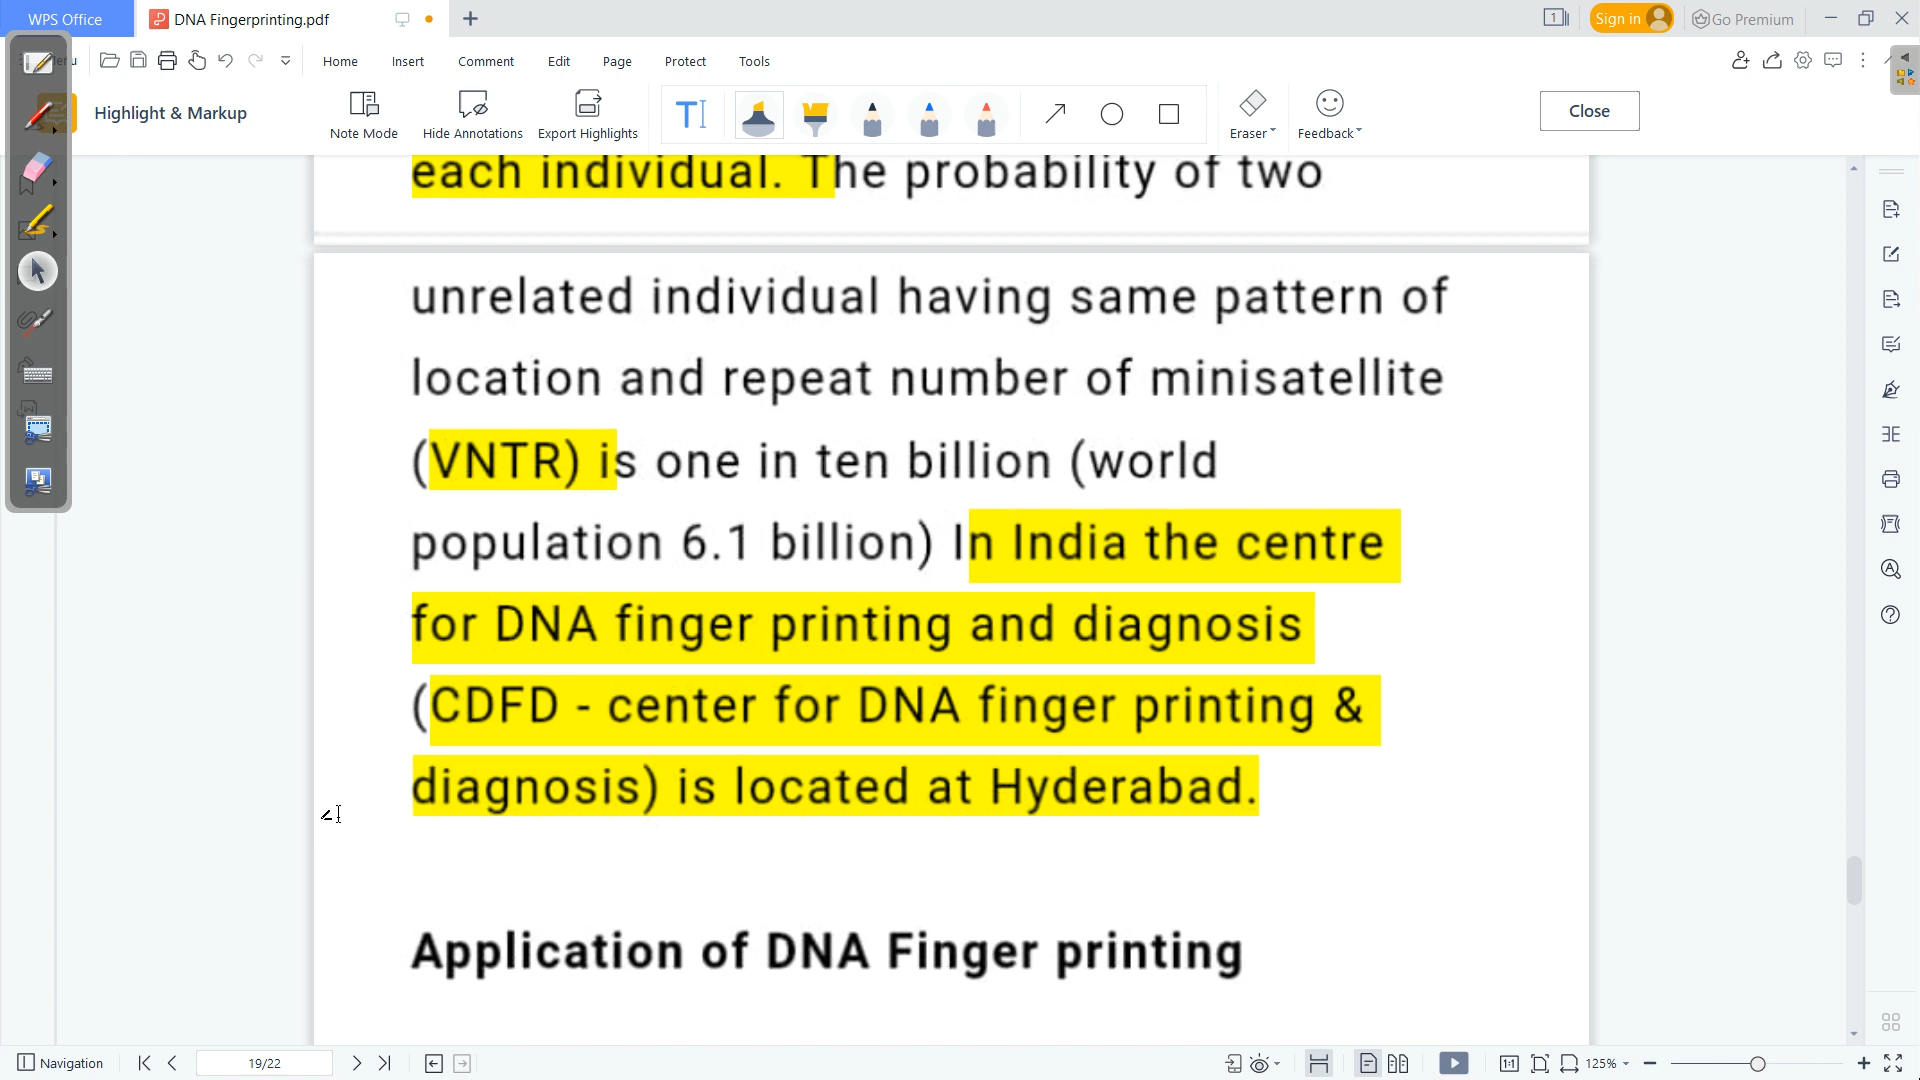 WPS Office
DNA Fingerprinting.pdf
1
Sign in
Go Premium
Home
Insert
Comment
Edit
Page
Protect
Tools
Highlight & Markup
Note Mode
Hide Annotations
Export Highlights
Eraser
Feedback
Close
each individual. The probability of two
unrelated individual having same pattern of
location and repeat number of minisatellite
(VNTR) is one in ten billion (world
population 6.1 billion) In India the centre
for DNA finger printing and diagnosis
(CDFD - center for DNA finger printing &
diagnosis) is located at Hyderabad.
Application of DNA Finger printing
Navigation
19/22
1:1
125%